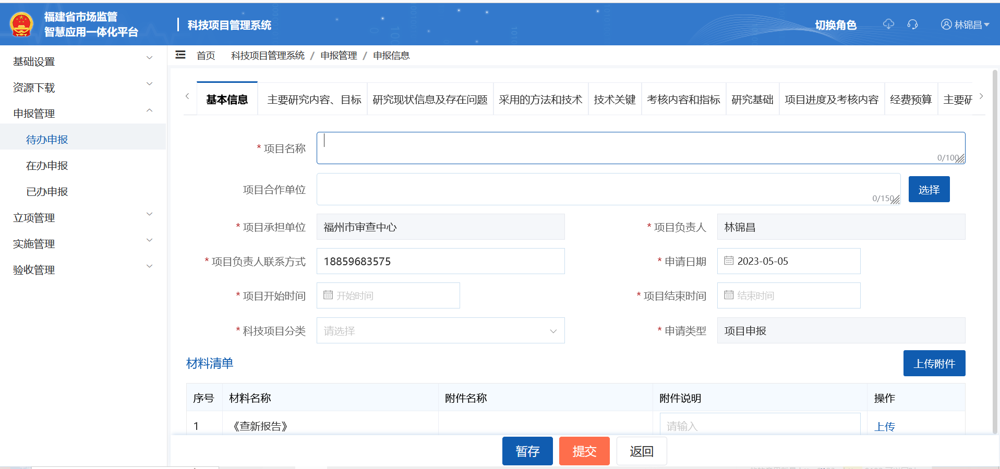 福建省市场监管
智慧应用一体化平台
科技项目管理系统
切换角色
林锦昌
基础设置
资源下载
申报管理
待办申报
在办申报
已办申报
立项管理
实施管理
验收管理
首页 科技项目管理系统 / 申报管理 / 申报信息
基本信息 主要研究内容、目标 研究现状信息及存在问题 采用的方法和技术 技术关键 考核内容和指标 研究基础 项目进度及考核内容 经费预算 主要研
* 项目名称
0/100
项目合作单位
0/150
选择
* 项目承担单位 福州市审查中心 * 项目负责人 林锦昌
* 项目负责人联系方式 18859683575 * 申请日期 2023-05-05
* 项目开始时间 开始时间 * 项目结束时间 结束时间
* 科技项目分类 请选择 * 申请类型 项目申报
材料清单 上传附件
序号 材料名称 附件名称 附件说明 操作
1 《查新报告》 请输入 上传
暂存 提交 返回